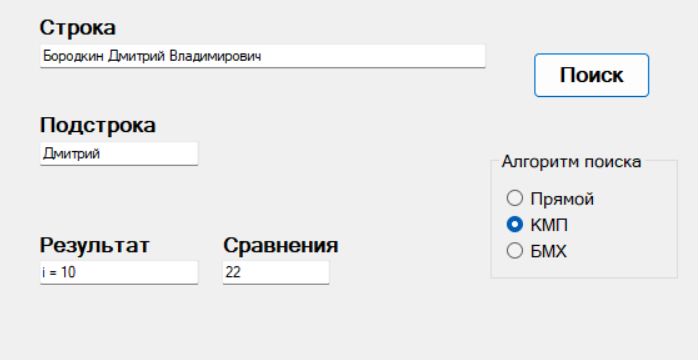 Строка
Бородкин Дмитрий Владимирович
Поиск
Подстрока
Дмитрий
Алгоритм поиска
Прямой
КМП
БМХ
Результат
Сравнения
i = 10
22